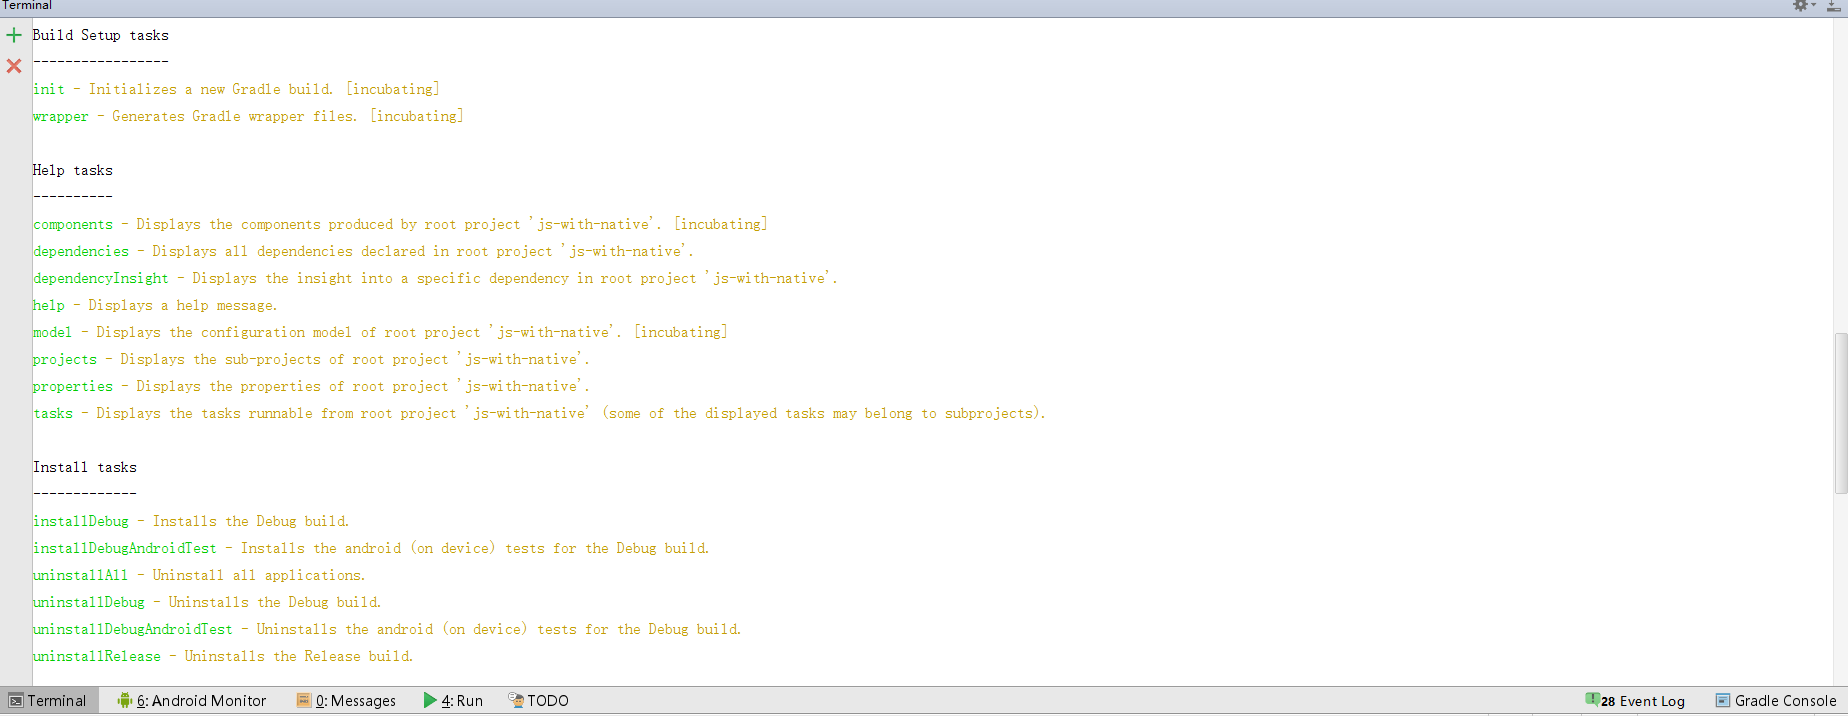 Terminal
Build Setup tasks
-----------------
init - Initializes a new Gradle build. [incubating]
wrapper - Generates Gradle wrapper files. [incubating]
Help tasks
----------
components - Displays the components produced by root project 'js-with-native'. [incubating]
dependencies - Displays all dependencies declared in root project 'js-with-native'.
dependencyInsight - Displays the insight into a specific dependency in root project 'js-with-native'.
help - Displays a help message.
model - Displays the configuration model of root project 'js-with-native'. [incubating]
projects - Displays the sub-projects of root project 'js-with-native'.
properties - Displays the properties of root project 'js-with-native'.
tasks - Displays the tasks runnable from root project 'js-with-native' (some of the displayed tasks may belong to subprojects).
Install tasks
-------------
installDebug - Installs the Debug build.
installDebugAndroidTest - Installs the android (on device) tests for the Debug build.
uninstallAll - Uninstall all applications.
uninstallDebug - Uninstalls the Debug build.
uninstallDebugAndroidTest - Uninstalls the android (on device) tests for the Debug build.
uninstallRelease - Uninstalls the Release build.
Terminal 6: Android Monitor 0: Messages 4: Run TODO 28 Event Log Gradle Console